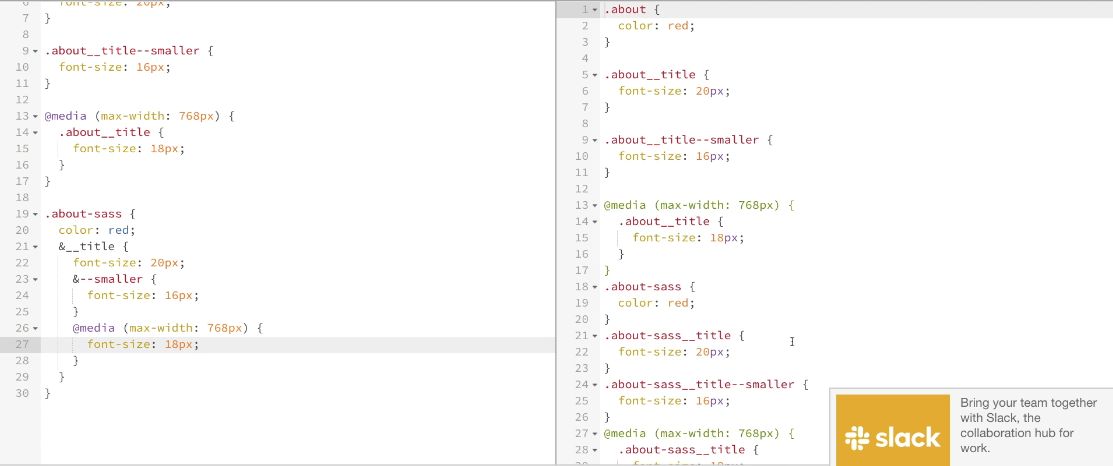 6 font-size: 20px;
7 }
8
9 .about__title--smaller {
10 font-size: 16px;
11 }
12
13 @media (max-width: 768px) {
14 .about__title {
15 font-size: 18px;
16 }
17 }
18
19 .about-sass {
20 color: red;
21 &__title {
22 font-size: 20px;
23 &--smaller {
24 font-size: 16px;
25 }
26 @media (max-width: 768px) {
27 font-size: 18px;
28 }
29 }
30 }
1 .about {
2 color: red;
3 }
4
5 .about__title {
6 font-size: 20px;
7 }
8
9 .about__title--smaller {
10 font-size: 16px;
11 }
12
13 @media (max-width: 768px) {
14 .about__title {
15 font-size: 18px;
16 }
17 }
18 .about-sass {
19 color: red;
20 }
21 .about-sass__title {
22 font-size: 20px;
23 }
24 .about-sass__title--smaller {
25 font-size: 16px;
26 }
27 @media (max-width: 768px) {
28 .about-sass__title {
slack
Bring your team together
with Slack, the
collaboration hub for
work.